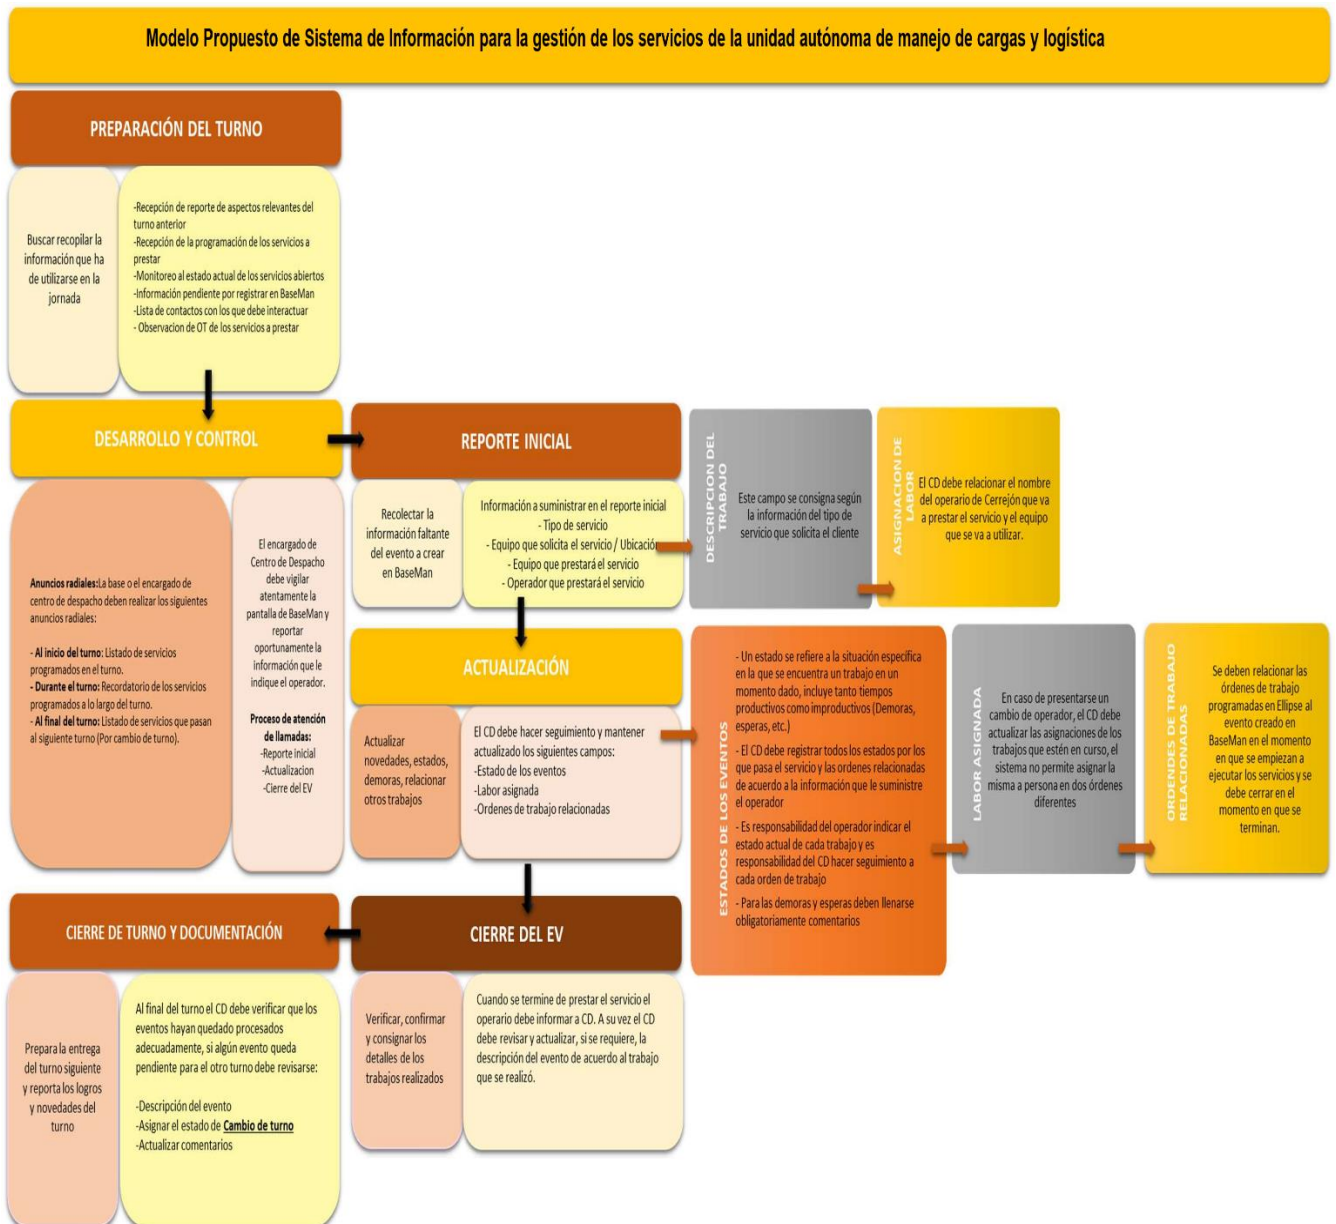 Modelo Propuesto de Sistema de Información para la gestión de los servicios de la unidad autónoma de manejo de cargas y logística
PREPARACIÓN DEL TURNO
Buscar recopilar la
información que ha
de utilizarse en la
jornada
-Recepción de reporte de aspectos relevantes del
turno anterior
-Recepción de la programación de los servicios a
prestar
-Monitoreo al estado actual de los servicios abiertos
-Información pendiente por registrar en BaseMan
-Lista de contactos con los que debe interactuar
- Observacion de OT de los servicios a prestar
DESARROLLO Y CONTROL
Anuncios radiales:La base o el encargado de
centro de despacho deben realizar los siguientes
anuncios radiales:
- Al inicio del turno: Listado de servicios
programados en el turno.
- Durante el turno: Recordatorio de los servicios
programados a lo largo del turno.
- Al final del turno: Listado de servicios que pasan
al siguiente turno (Por cambio de turno).
El encargado de
Centro de Despacho
debe vigilar
atentamente la
pantalla de BaseMan y
reportar
oportunamente la
información que le
indique el operador.
Proceso de atención
de llamadas:
-Reporte inicial
-Actualizacion
-Cierre del EV
REPORTE INICIAL
Recolectar la
información faltante
del evento a crear
en BaseMan
Información a suministrar en el reporte inicial
- Tipo de servicio
- Equipo que solicita el servicio / Ubicación
- Equipo que prestará el servicio
- Operador que prestará el servicio
DESCRIPCION DEL
TRABAJO
Este campo se consigna según
la información del tipo de
servicio que solicita el cliente
ASIGNACION DE
LABOR
El CD debe relacionar el nombre
del operario de Cerrejón que va
a prestar el servicio y el equipo
que se va a utilizar.
ACTUALIZACIÓN
Actualizar
novedades, estados,
demoras, relacionar
otros trabajos
El CD debe hacer seguimiento y mantener
actualizado los siguientes campos:
-Estado de los eventos
-Labor asignada
-Ordenes de trabajo relacionadas
ESTADOS DE LOS EVENTOS
- Un estado se refiere a la situación específica
en la que se encuentra un trabajo en un
momento dado, incluye tanto tiempos
productivos como improductivos (Demoras,
esperas, etc.)
- El CD debe registrar todos los estados por los
que pasa el servicio y las ordenes relacionadas
de acuerdo a la información que le suministre
el operador
- Es responsabilidad del operador indicar el
estado actual de cada trabajo y es
responsabilidad del CD hacer seguimiento a
cada orden de trabajo
- Para las demoras y esperas deben llenarse
obligatoriamente comentarios
LABOR ASIGNADA
En caso de presentarse un
cambio de operador, el CD debe
actualizar las asignaciones de los
trabajos que estén en curso, el
sistema no permite asignar la
misma a persona en dos órdenes
diferentes
ORDENDES DE TRABAJO
RELACIONADAS
Se deben relacionar las
órdenes de trabajo
programadas en Ellipse al
evento creado en
BaseMan en el momento
en que se empiezan a
ejecutar los servicios y se
debe cerrar en el
momento en que se
terminan.
CIERRE DEL EV
Verificar, confirmar
y consignar los
detalles de los
trabajos realizados
Cuando se termine de prestar el servicio el
operario debe informar a CD. A su vez el CD
debe revisar y actualizar, si se requiere, la
descripción del evento de acuerdo al trabajo
que se realizó.
CIERRE DE TURNO Y DOCUMENTACIÓN
Prepara la entrega
del turno siguiente
y reporta los logros
y novedades del
turno
Al final del turno el CD debe verificar que los
eventos hayan quedado procesados
adecuadamente, si algún evento queda
pendiente para el otro turno debe revisarse:
-Descripción del evento
-Asignar el estado de Cambio de turno
-Actualizar comentarios